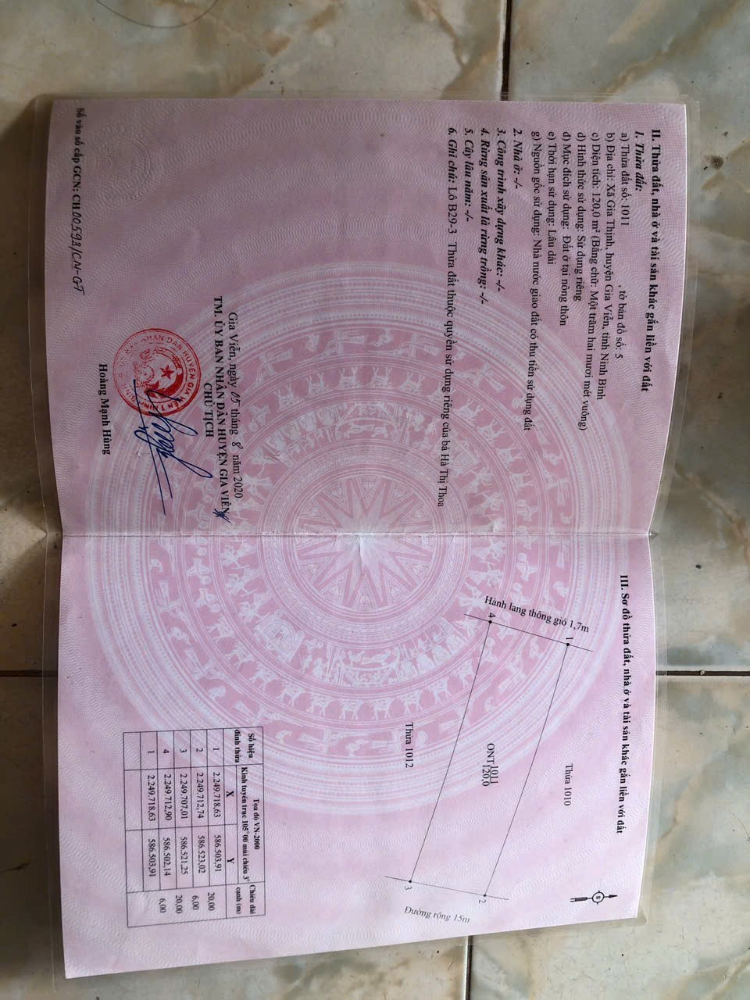 II. Thửa đất, nhà ở và tài sản khác gắn liền với đất
1. Thửa đất:
a) Thửa đất số: 1011 , tờ bản đồ số: 5
b) Địa chỉ: Xã Gia Thịnh, huyện Gia Viễn, tỉnh Ninh Bình
c) Diện tích: 120,0 m² (Bằng chữ: Một trăm hai mươi mét vuông)
d) Hình thức sử dụng: Sử dụng riêng
đ) Mục đích sử dụng: Đất ở tại nông thôn
e) Thời hạn sử dụng: Lâu dài
g) Nguồn gốc sử dụng: Nhà nước giao đất có thu tiền sử dụng đất
2. Nhà ở: -/-
3. Công trình xây dựng khác: -/-
4. Rừng sản xuất là rừng trồng: -/-
5. Cây lâu năm: -/-
6. Ghi chú: Lô B29-3 Thửa đất thuộc quyền sử dụng riêng của bà Hà Thị Thoa
Gia Viễn, ngày 05 tháng 8 năm 2020
TM. ỦY BAN NHÂN DÂN HUYỆN GIA VIỄN
CHỦ TỊCH
Hoàng Mạnh Hùng
Số vào sổ cấp GCN: CH 00593/CN-GT
III. Sơ đồ thửa đất, nhà ở và tài sản khác gắn liền với đất
Thửa 1010
1
Hành lang thông gió 1,7m
4
ONT 1011
120,0
2
3
Đường rộng 15m
Thửa 1012
Số hiệu đỉnh thửa Tọa độ VN-2000 Kinh tuyến trục 105°00 múi chiếu 3° Chiều dài cạnh (m)
X Y
1 2.249.718,63 586.503,91
20,00
2 2.249.712,74 586.523,02
6,00
3 2.249.707,01 586.521,25
20,00
4 2.249.712,90 586.502,14
6,00
1 2.249.718,63 586.503,91